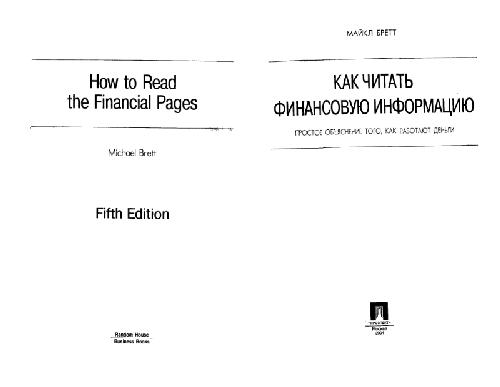 How to Read
the Financial Pages
Michael Brett
Fifth Edition
Random House
Business Books
МАЙКЛ БРЕТТ
КАК ЧИТАТЬ
ФИНАНСОВУЮ ИНФОРМАЦИЮ
ПРОСТОЕ ОБЪЯСНЕНИЕ ТОГО, КАК РАБОТАЮТ ДЕНЬГИ
Москва